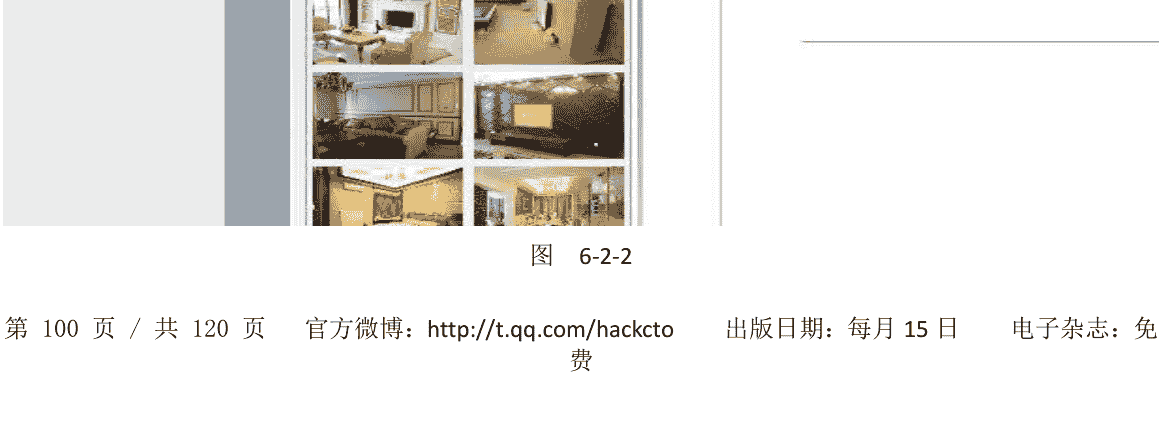 图 6-2-2
第 100 页 / 共 120 页 官方微博：http://t.qq.com/hackcto 出版日期：每月 15 日 电子杂志：免
费